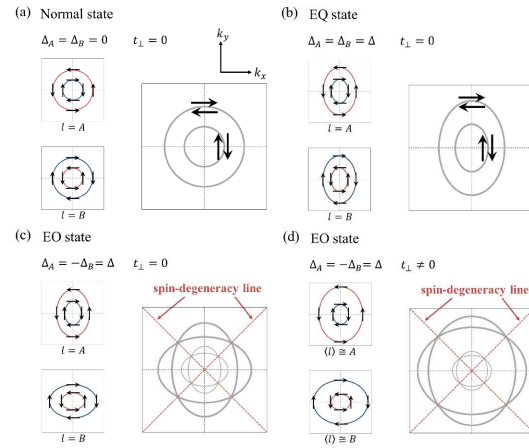 (a) Normal state
Δ_A = Δ_B = 0 t_⊥ = 0
k_y
k_x
l = A
l = B
(b) EQ state
Δ_A = Δ_B = Δ t_⊥ = 0
l = A
l = B
(c) EO state
Δ_A = −Δ_B = Δ t_⊥ = 0
spin-degeneracy line
l = A
l = B
(d) EO state
Δ_A = −Δ_B = Δ t_⊥ ≠ 0
spin-degeneracy line
⟨l⟩ ≅ A
⟨l⟩ ≅ B